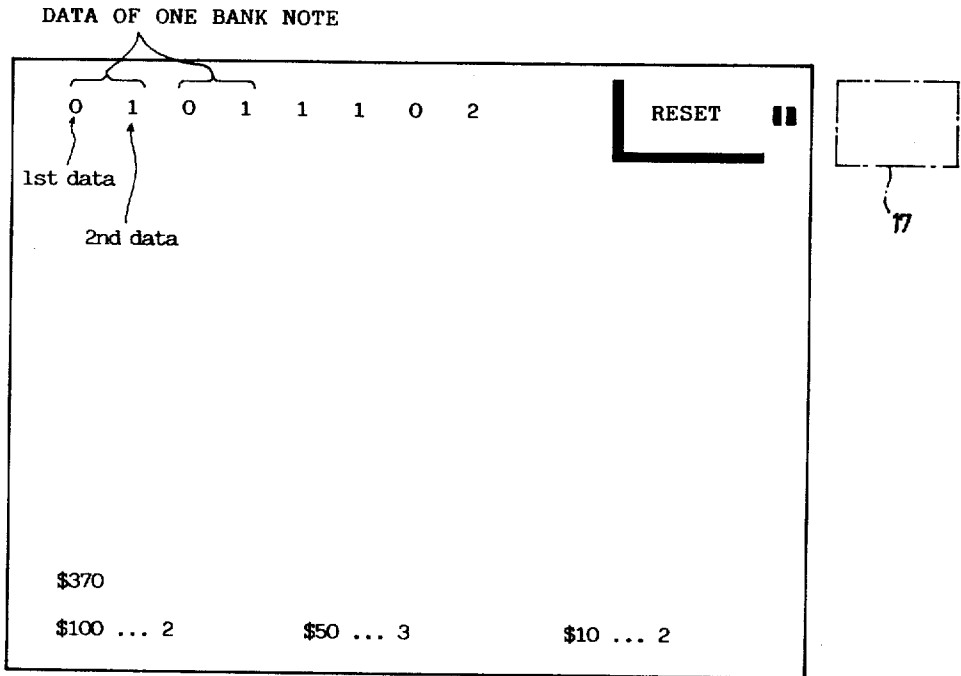 DATA OF ONE BANK NOTE
0 1 0 1 1 1 0 2
RESET
1st data
2nd data
17
$370
$100 ... 2 $50 ... 3 $10 ... 2